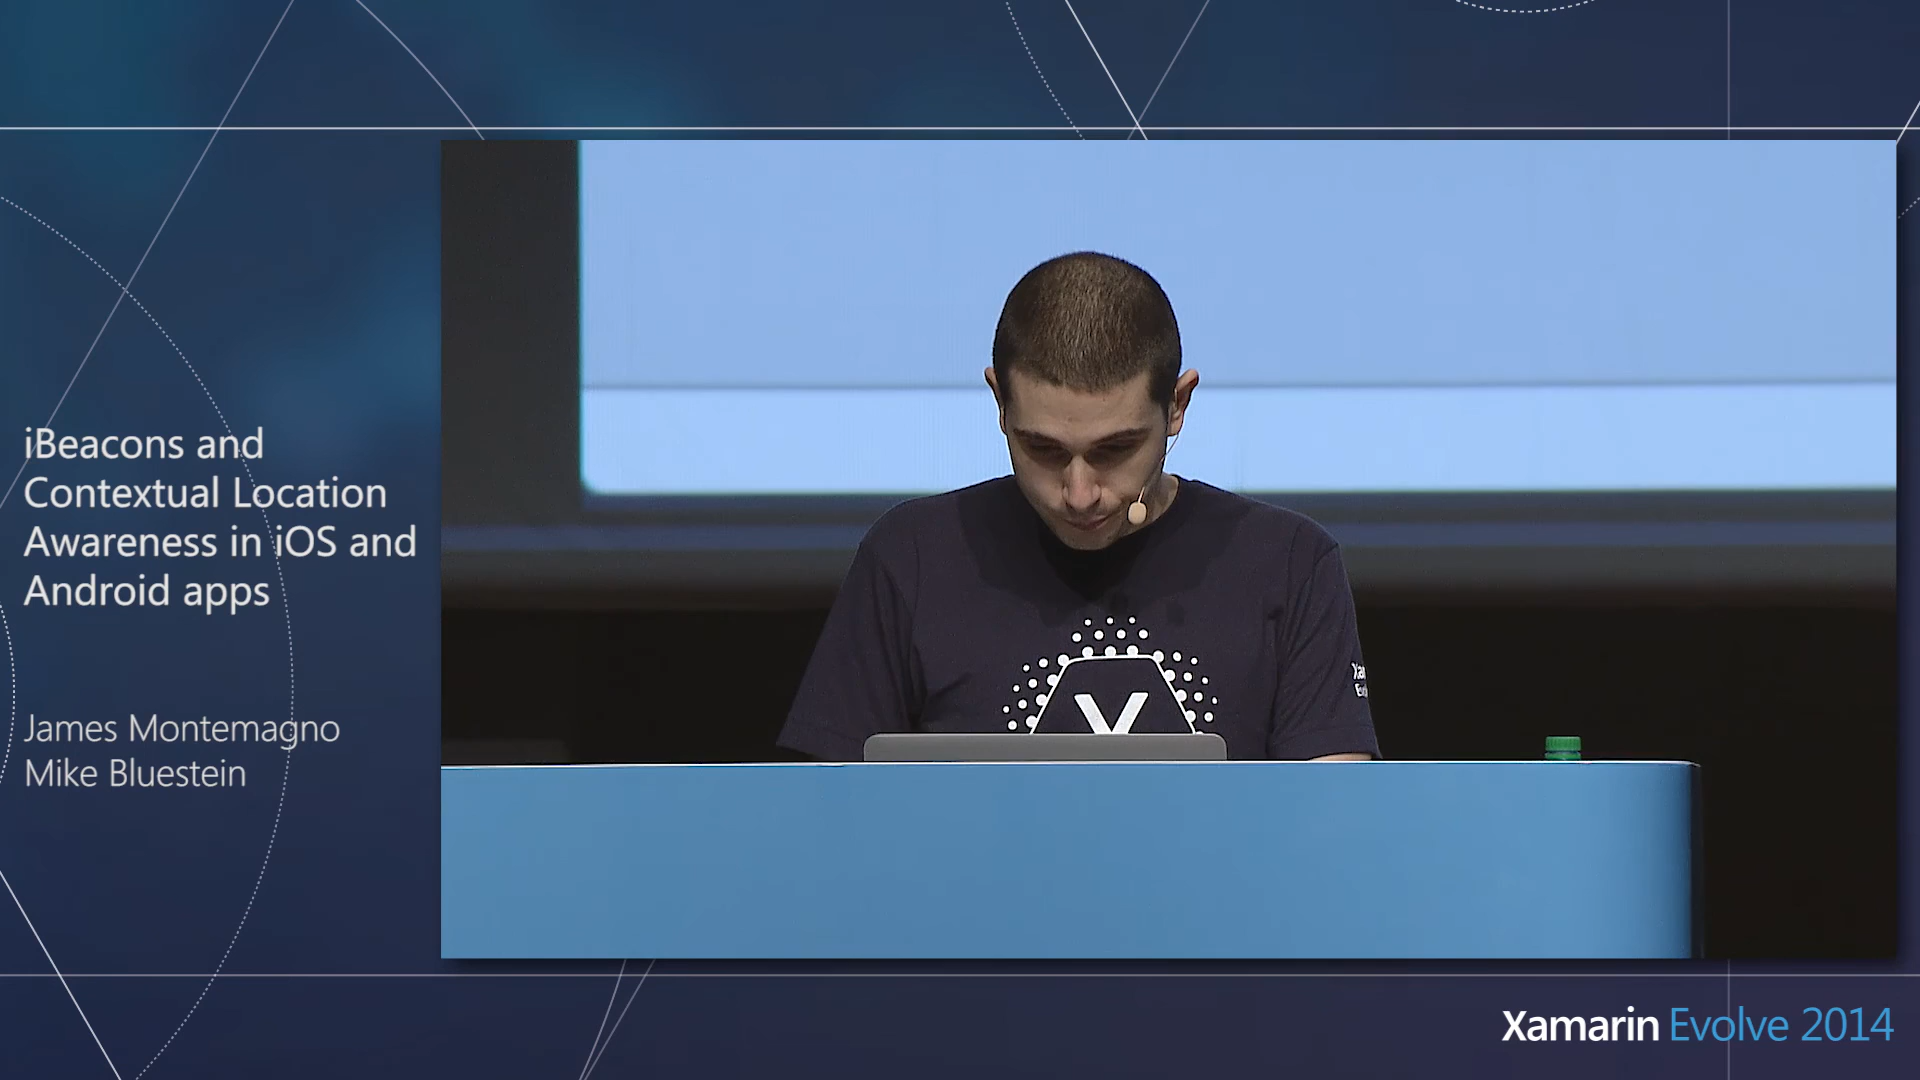 iBeacons and
Contextual Location
Awareness in iOS and
Android apps
James Montemagno
Mike Bluestein
X
Xamarin Evolve 2014